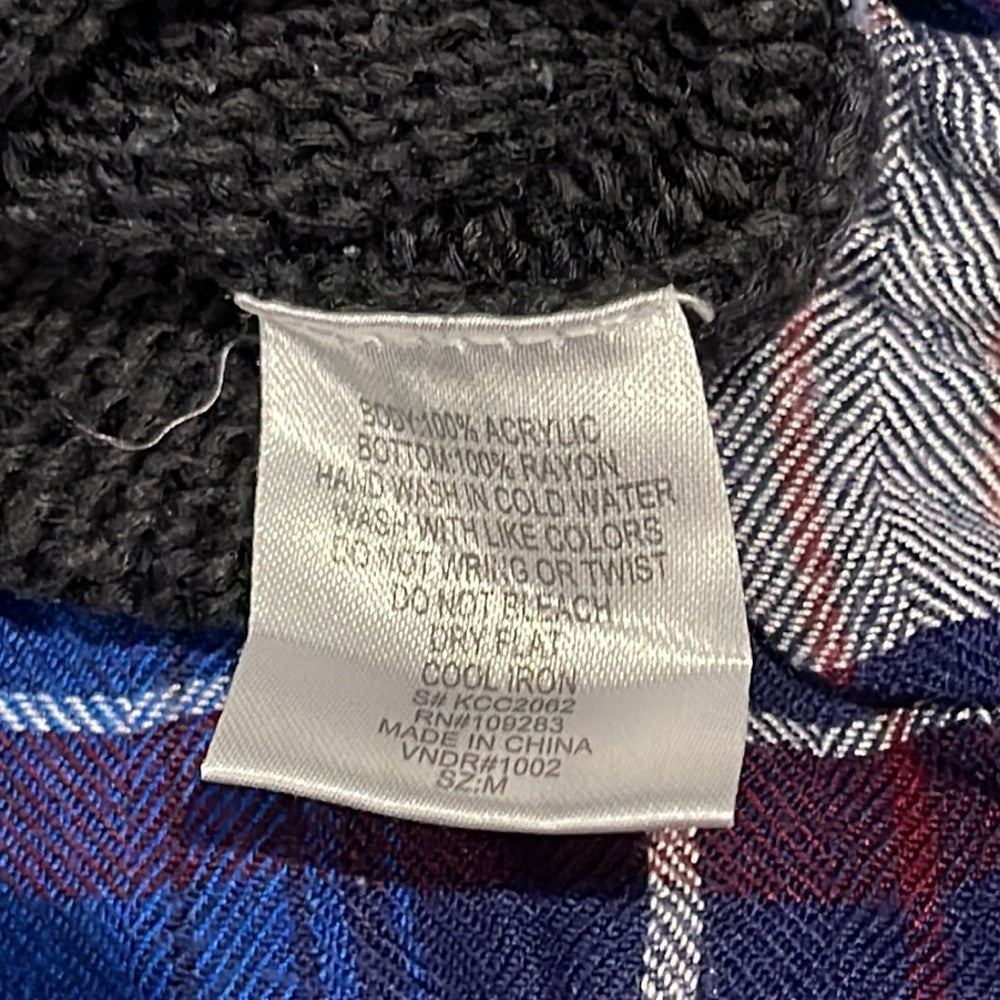 BODY:100% ACRYLIC
BOTTOM:100% RAYON
HAND WASH IN COLD WATER
WASH WITH LIKE COLORS
DO NOT WRING OR TWIST
DO NOT BLEACH
DRY FLAT
COOL IRON
S# KCC2062
RN#109283
MADE IN CHINA
VNDR#1002
SZ:M